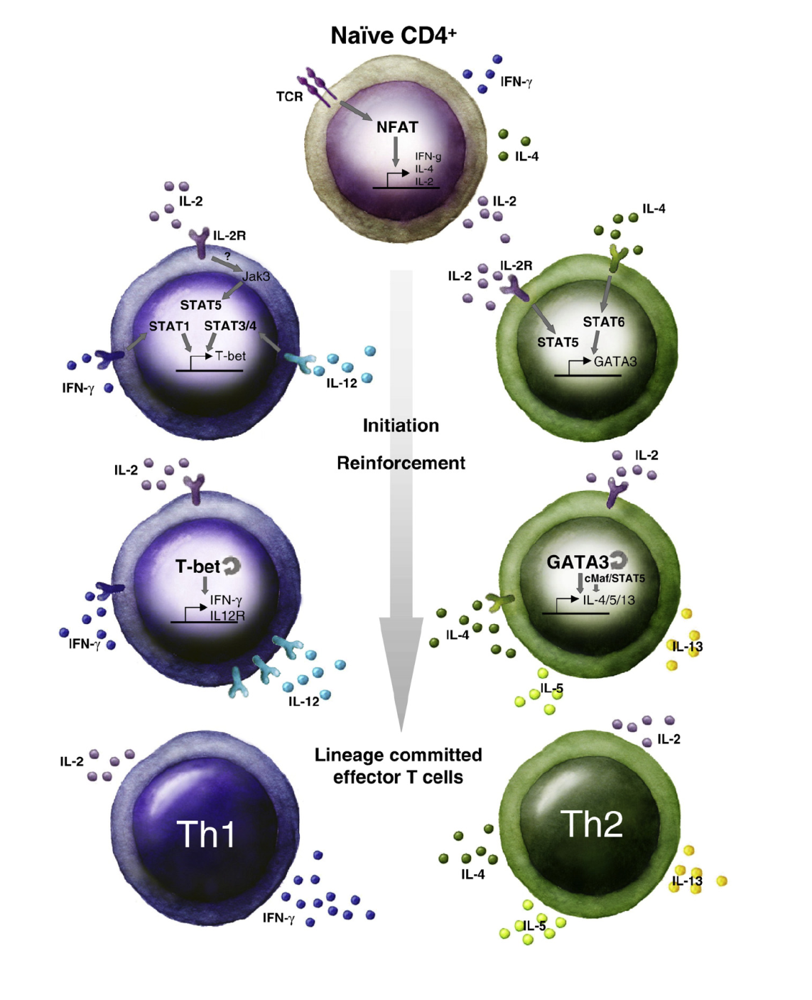 Naïve CD4+
TCR
IFN-γ
NFAT
IFN-g
IL-4
IL-2
IL-4
IL-2
IL-2
IL-2R
?
Jak3
STAT5
STAT1 STAT3/4
T-bet
IFN-γ
IL-12
IL-4
IL-2
IL-2R
STAT6
STAT5
GATA3
Initiation
Reinforcement
IL-2
T-bet
IFN-γ
IL12R
IFN-γ
IL-12
IL-2
GATA3
cMaf/STAT5
IL-4/5/13
IL-4
IL-13
IL-5
Lineage committed
effector T cells
IL-2
Th1
IFN-γ
IL-2
Th2
IL-4
IL-13
IL-5